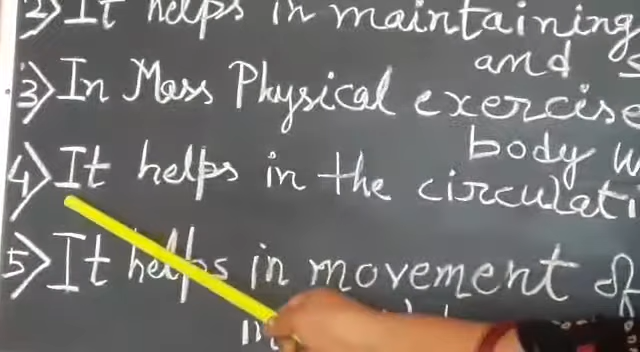 2) It helps in maintaining
and
3) In Mass Physical exercise
body
4) It helps in the circulati
5) It helps in movement of